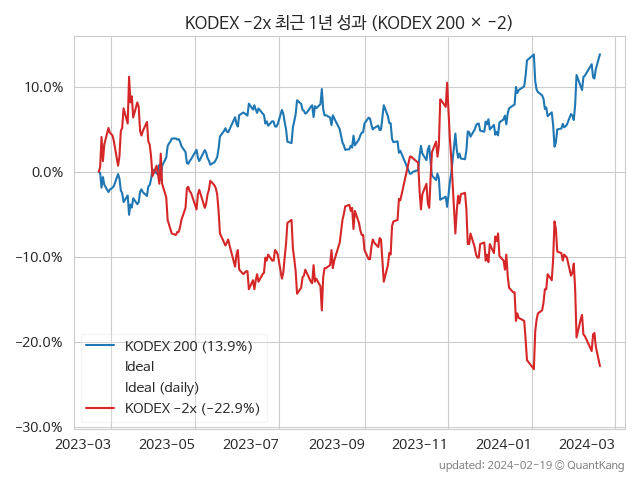 KODEX -2x 최근 1년 성과 (KODEX 200 × -2)
10.0%
0.0%
-10.0%
-20.0%
-30.0%
KODEX 200 (13.9%)
Ideal
Ideal (daily)
KODEX -2x (-22.9%)
2023-03 2023-05 2023-07 2023-09 2023-11 2024-01 2024-03
updated: 2024-02-19 © QuantKang